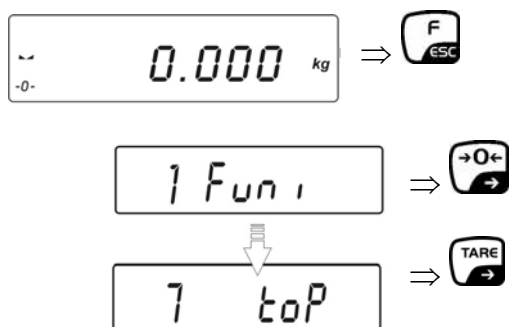 0.000 kg
-0-
F
ESC
1 Funi
→0←
7 toP
TARE